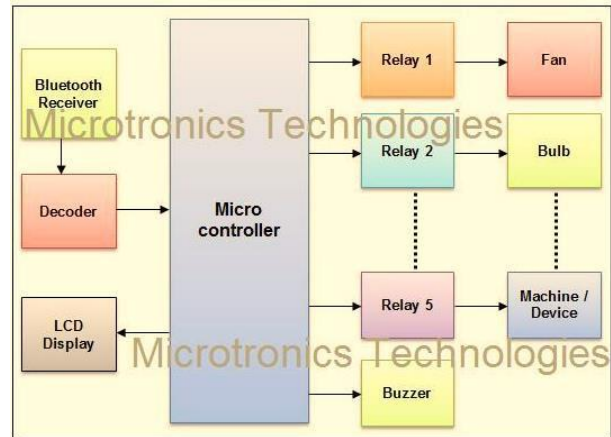 Bluetooth
Receiver
Decoder
LCD
Display
Micro
controller
Relay 1
Fan
Relay 2
Bulb
Relay 5
Machine /
Device
Buzzer
Microtronics Technologies
Microtronics Technologies